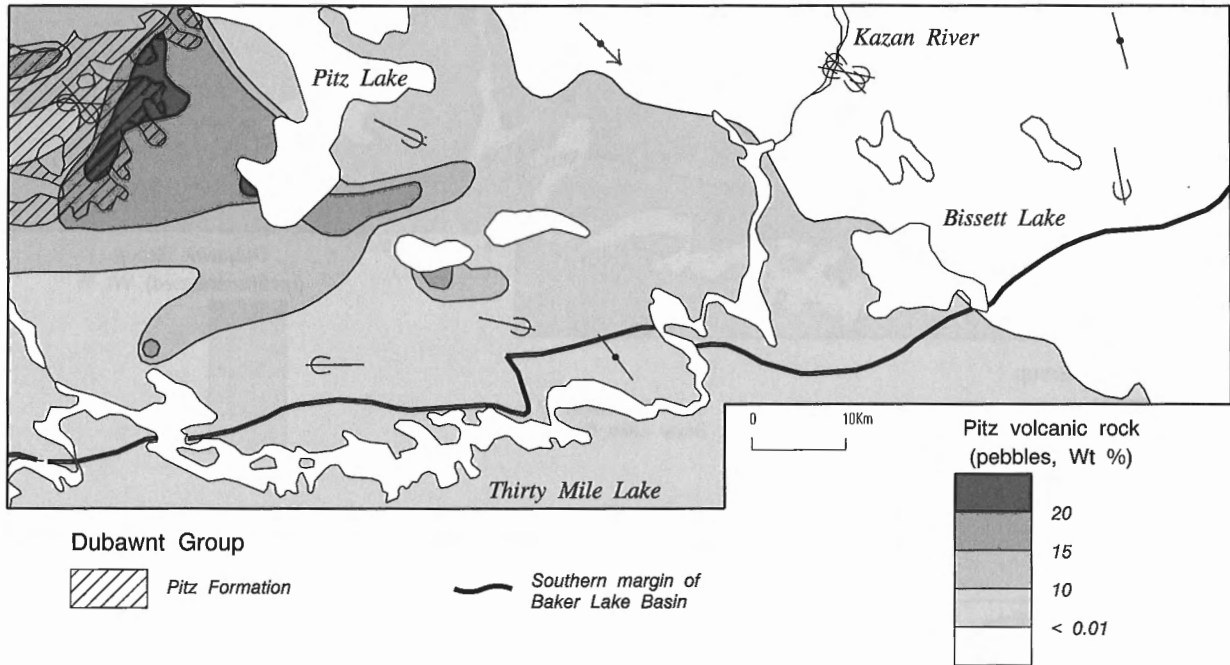 Kazan River
Pitz Lake
Bissett Lake
Thirty Mile Lake
0 10Km
Pitz volcanic rock
(pebbles, Wt %)
20
15
10
< 0.01
Dubawnt Group
Pitz Formation
Southern margin of
Baker Lake Basin